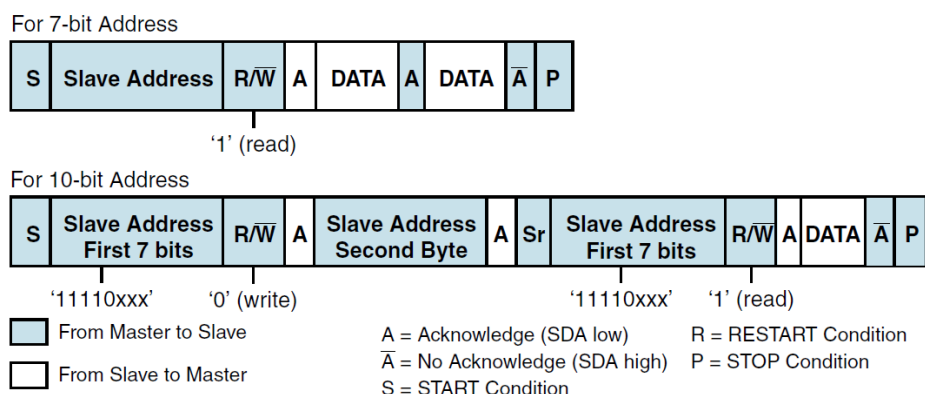 For 7-bit Address
S Slave Address R/W̅ A DATA A DATA A̅ P
‘1’ (read)
For 10-bit Address
S Slave Address First 7 bits R/W̅ A Slave Address Second Byte A Sr Slave Address First 7 bits R/W̅ A DATA A̅ P
‘11110xxx’ ‘0’ (write) ‘11110xxx’ ‘1’ (read)
From Master to Slave
From Slave to Master
A = Acknowledge (SDA low)
A̅ = No Acknowledge (SDA high)
S = START Condition
R = RESTART Condition
P = STOP Condition